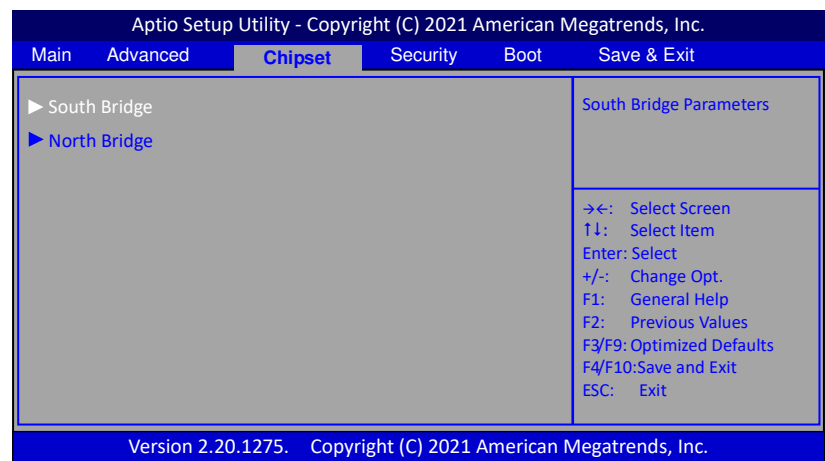 Aptio Setup Utility - Copyright (C) 2021 American Megatrends, Inc.
Main Advanced Chipset Security Boot Save & Exit
► South Bridge
► North Bridge
South Bridge Parameters
→←: Select Screen
↑↓: Select Item
Enter: Select
+/-: Change Opt.
F1: General Help
F2: Previous Values
F3/F9: Optimized Defaults
F4/F10:Save and Exit
ESC: Exit
Version 2.20.1275. Copyright (C) 2021 American Megatrends, Inc.